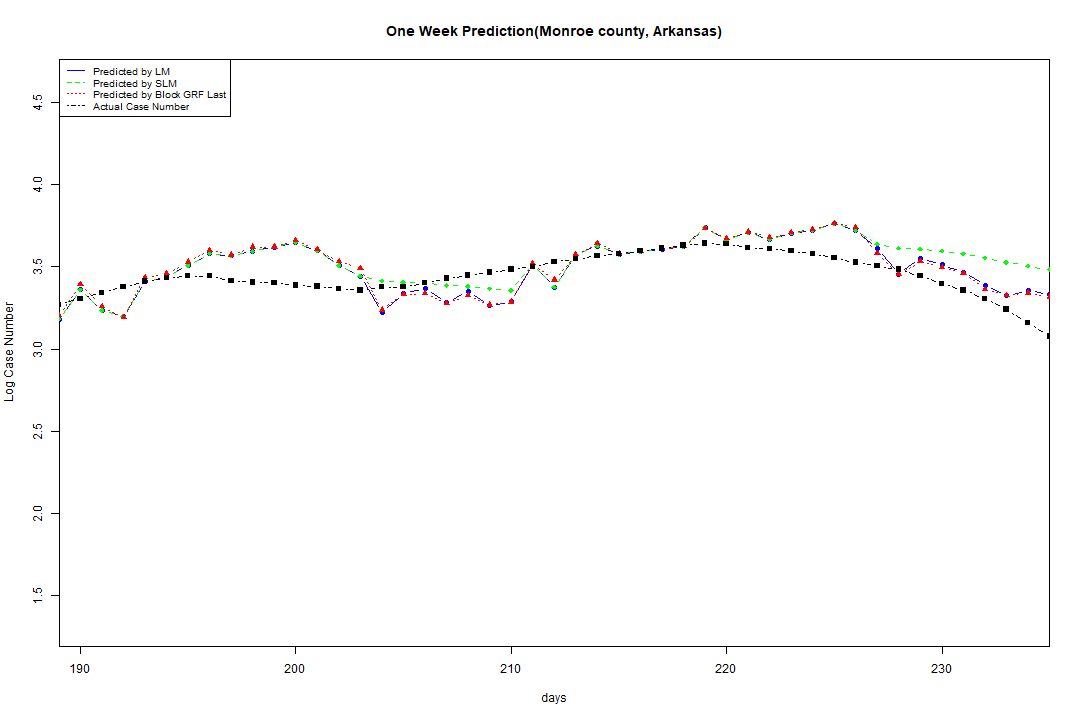 One Week Prediction(Monroe county, Arkansas)
Predicted by LM
Predicted by SLM
Predicted by Block GRF Last
Actual Case Number
4.5
4.0
3.5
3.0
2.5
2.0
1.5
Log Case Number
190 200 210 220 230
days